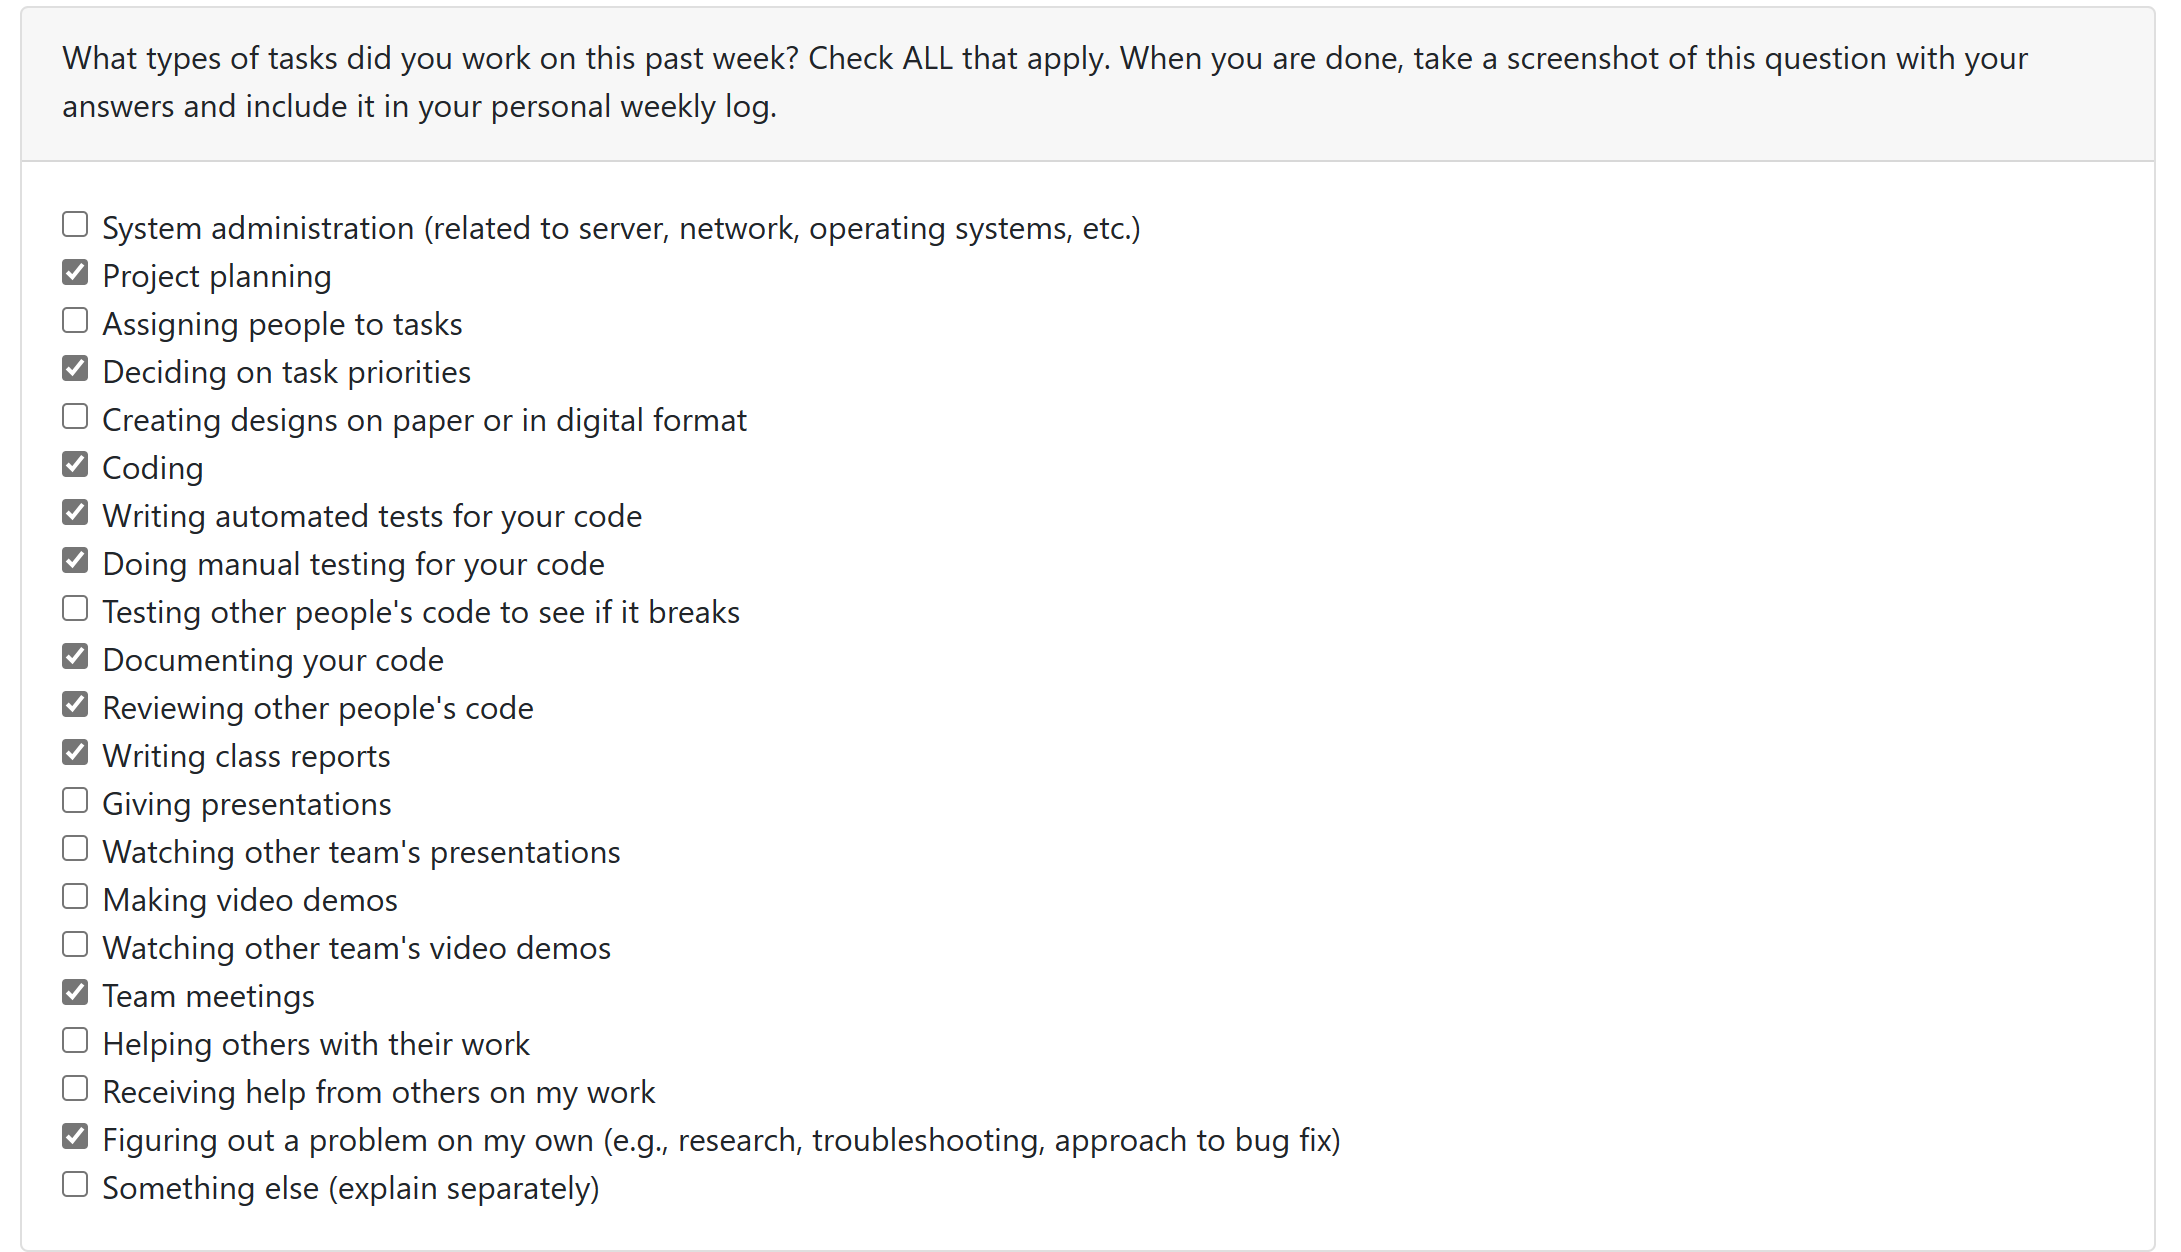 What types of tasks did you work on this past week? Check ALL that apply. When you are done, take a screenshot of this question with your
answers and include it in your personal weekly log.
System administration (related to server, network, operating systems, etc.)
Project planning
Assigning people to tasks
Deciding on task priorities
Creating designs on paper or in digital format
Coding
Writing automated tests for your code
Doing manual testing for your code
Testing other people's code to see if it breaks
Documenting your code
Reviewing other people's code
Writing class reports
Giving presentations
Watching other team's presentations
Making video demos
Watching other team's video demos
Team meetings
Helping others with their work
Receiving help from others on my work
Figuring out a problem on my own (e.g., research, troubleshooting, approach to bug fix)
Something else (explain separately)